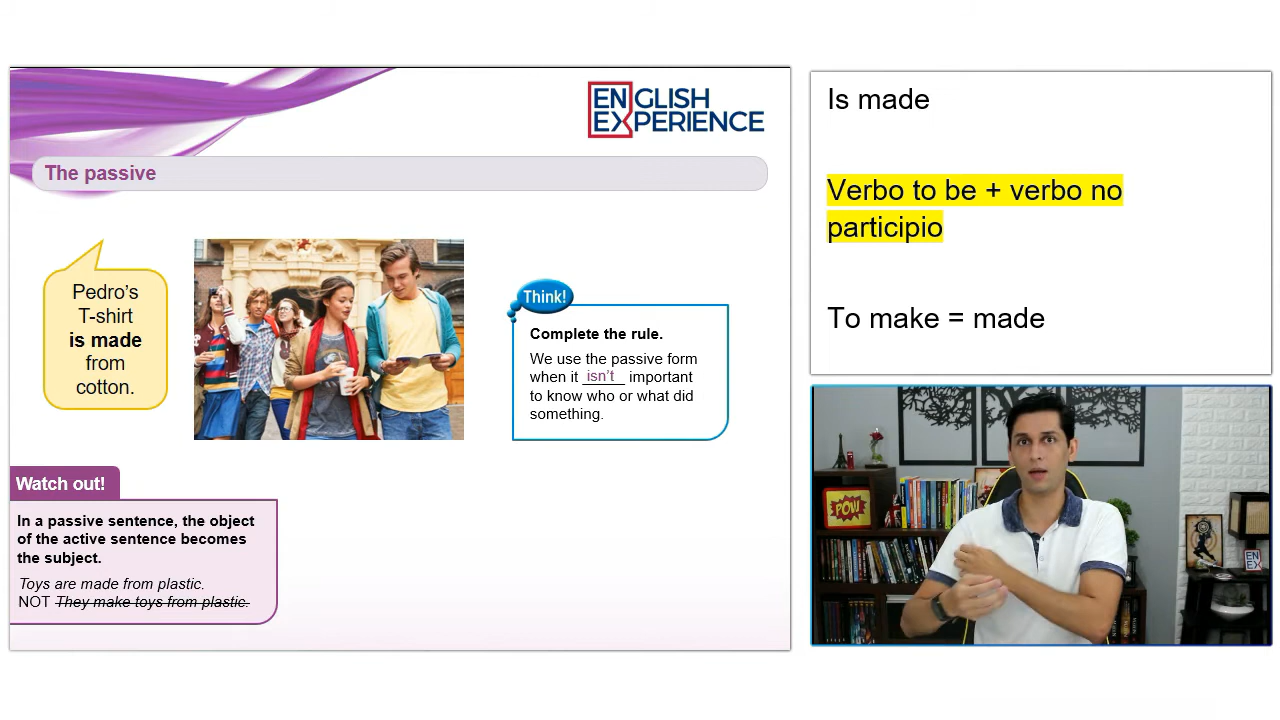 ENGLISH
EXPERIENCE
The passive
Pedro's
T-shirt
is made
from
cotton.
Think!
Complete the rule.
We use the passive form
when it isn't important
to know who or what did
something.
Watch out!
In a passive sentence, the object
of the active sentence becomes
the subject.
Toys are made from plastic.
NOT They make toys from plastic.
Is made
Verbo to be + verbo no
participio
To make = made
POW
EN
EX